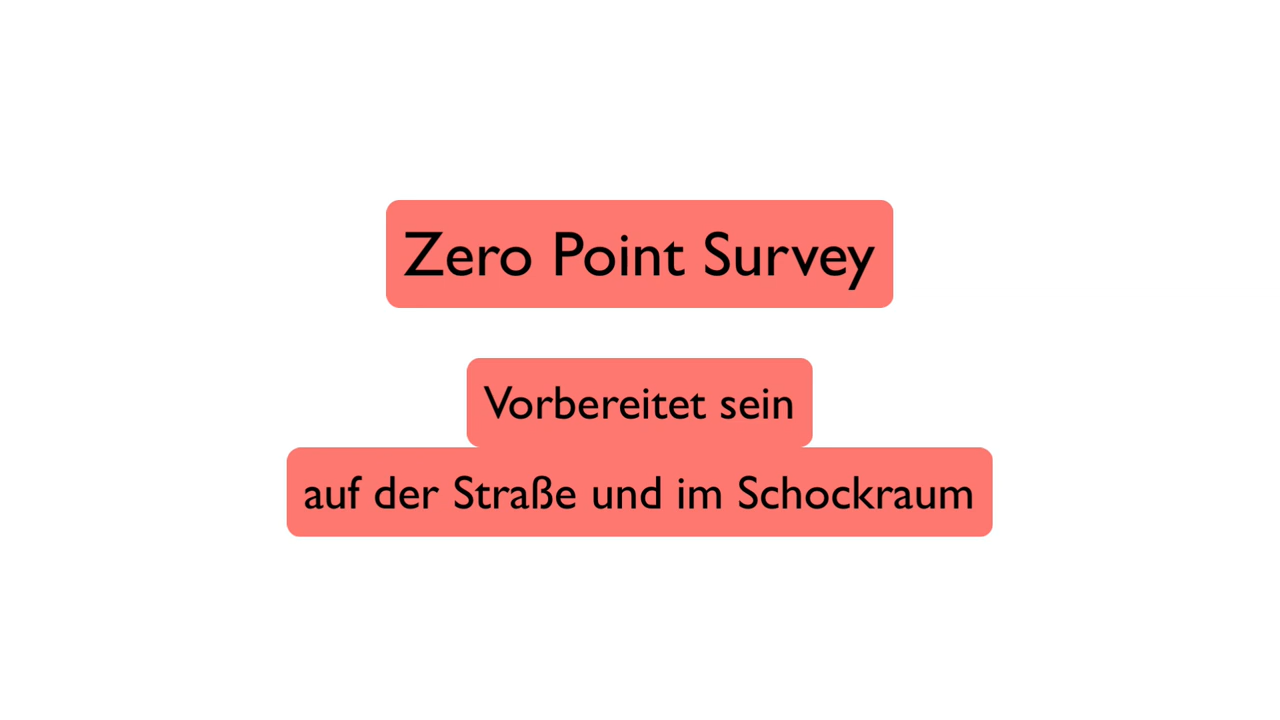 Zero Point Survey
Vorbereitet sein
auf der Straße und im Schockraum